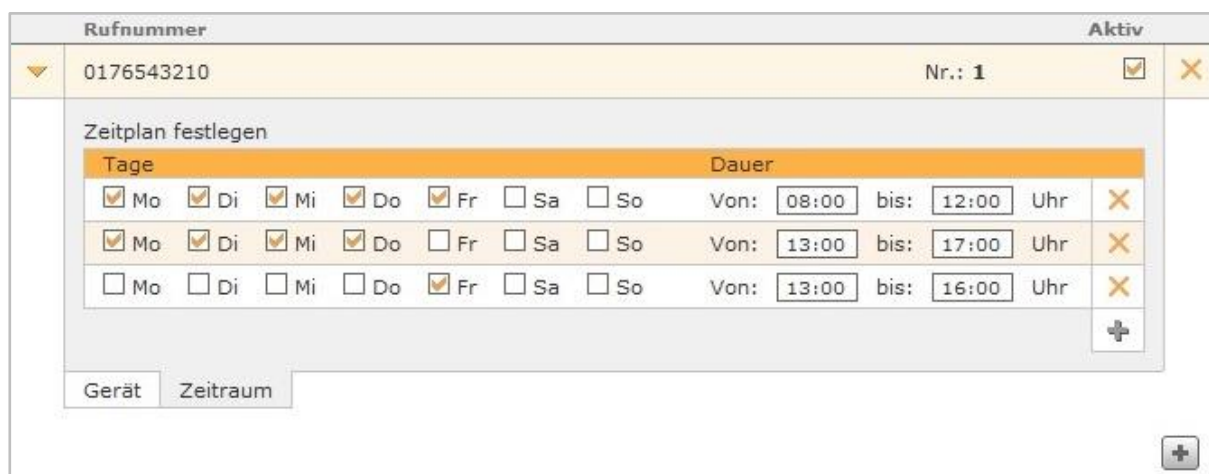 Rufnummer Aktiv
0176543210 Nr.: 1
Zeitplan festlegen
Tage Dauer
Mo Di Mi Do Fr Sa So Von: 08:00 bis: 12:00 Uhr
Mo Di Mi Do Fr Sa So Von: 13:00 bis: 17:00 Uhr
Mo Di Mi Do Fr Sa So Von: 13:00 bis: 16:00 Uhr
Gerät Zeitraum